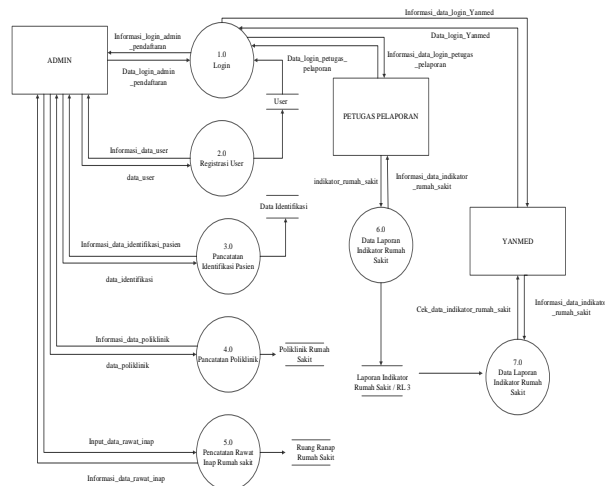 Informasi_data_login_Yanmed
Informasi_login_admin
_pendaftaran
1.0
Login
Data_login_Yanmed
ADMIN
Data_login_admin
_pendaftaran
Data_login_petugas_
pelaporan
Informasi_data_login_petugas
_pelaporan
User
PETUGAS PELAPORAN
Informasi_data_user
2.0
Registrasi User
data_user
indikator_rumah_sakit
Informasi_data_indikator
_rumah_sakit
Data Identifikasi
6.0
Data Laporan
Indikator Rumah
Sakit
YANMED
Informasi_data_identifikasi_pasien
3.0
Pancatatan
Identifikasi Pasien
data_identifikasi
Cek_data_indikator_rumah_sakit
Informasi_data_indikato
_rumah_sakit
Informasi_data_poliklinik
4.0
Pancatatan Poliklinik
data_poliklinik
Poliklinik Rumah
Sakit
Laporan Indikator
Rumah Sakit / RL 3
7.0
Data Laporan
Indikator Rumah
Sakit
Input_data_rawat_inap
5.0
Pencatatan Rawat
Inap Rumah sakit
Informasi_data_rawat_inap
Ruang Ranap
Rumah Sakit